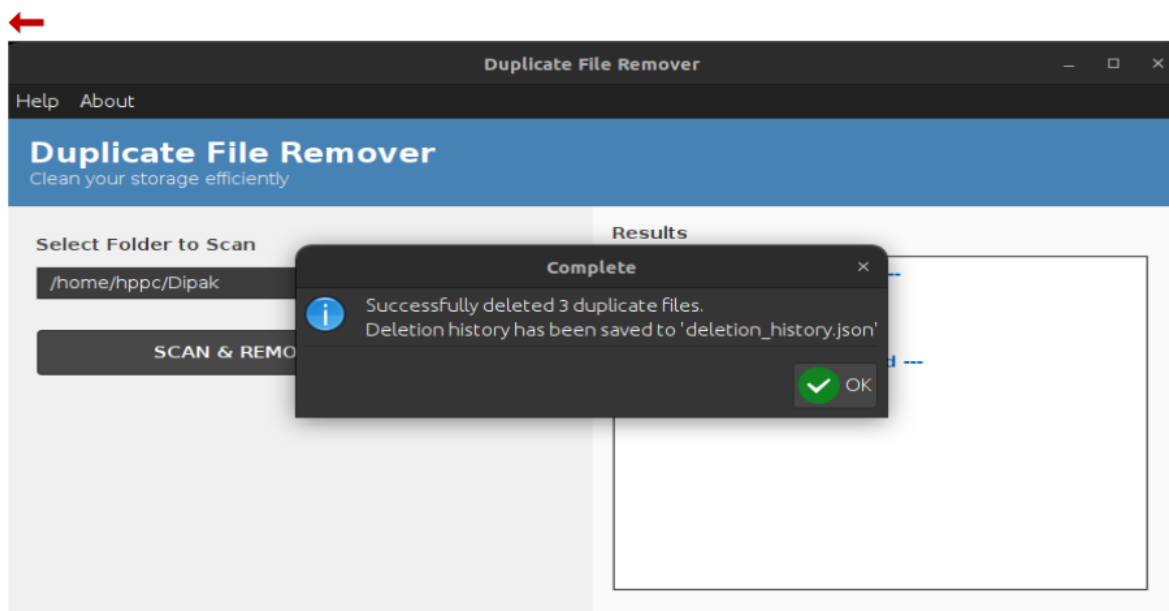 Duplicate File Remover
Help About
Duplicate File Remover
Clean your storage efficiently
Select Folder to Scan
/home/hppc/Dipak
SCAN & REMO
Results
--
---
Complete
Successfully deleted 3 duplicate files.
Deletion history has been saved to 'deletion_history.json'
OK